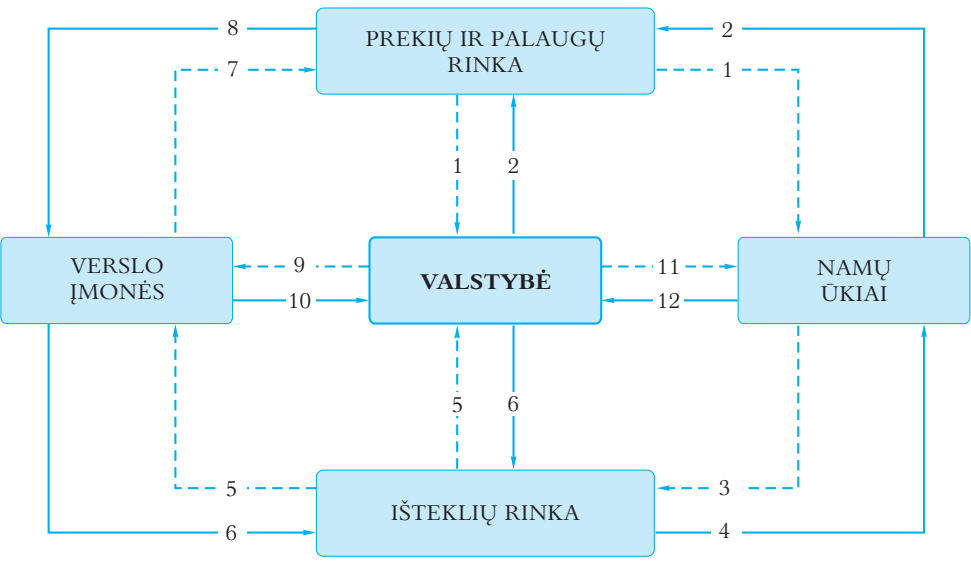 8
PREKIŲ IR PALAUGŲ
RINKA
2
7
1
1
2
VERSLO
ĮMONĖS
9
10
VALSTYBĖ
11
12
NAMŲ
ŪKIAI
5
6
5
6
IŠTEKLIŲ RINKA
3
4